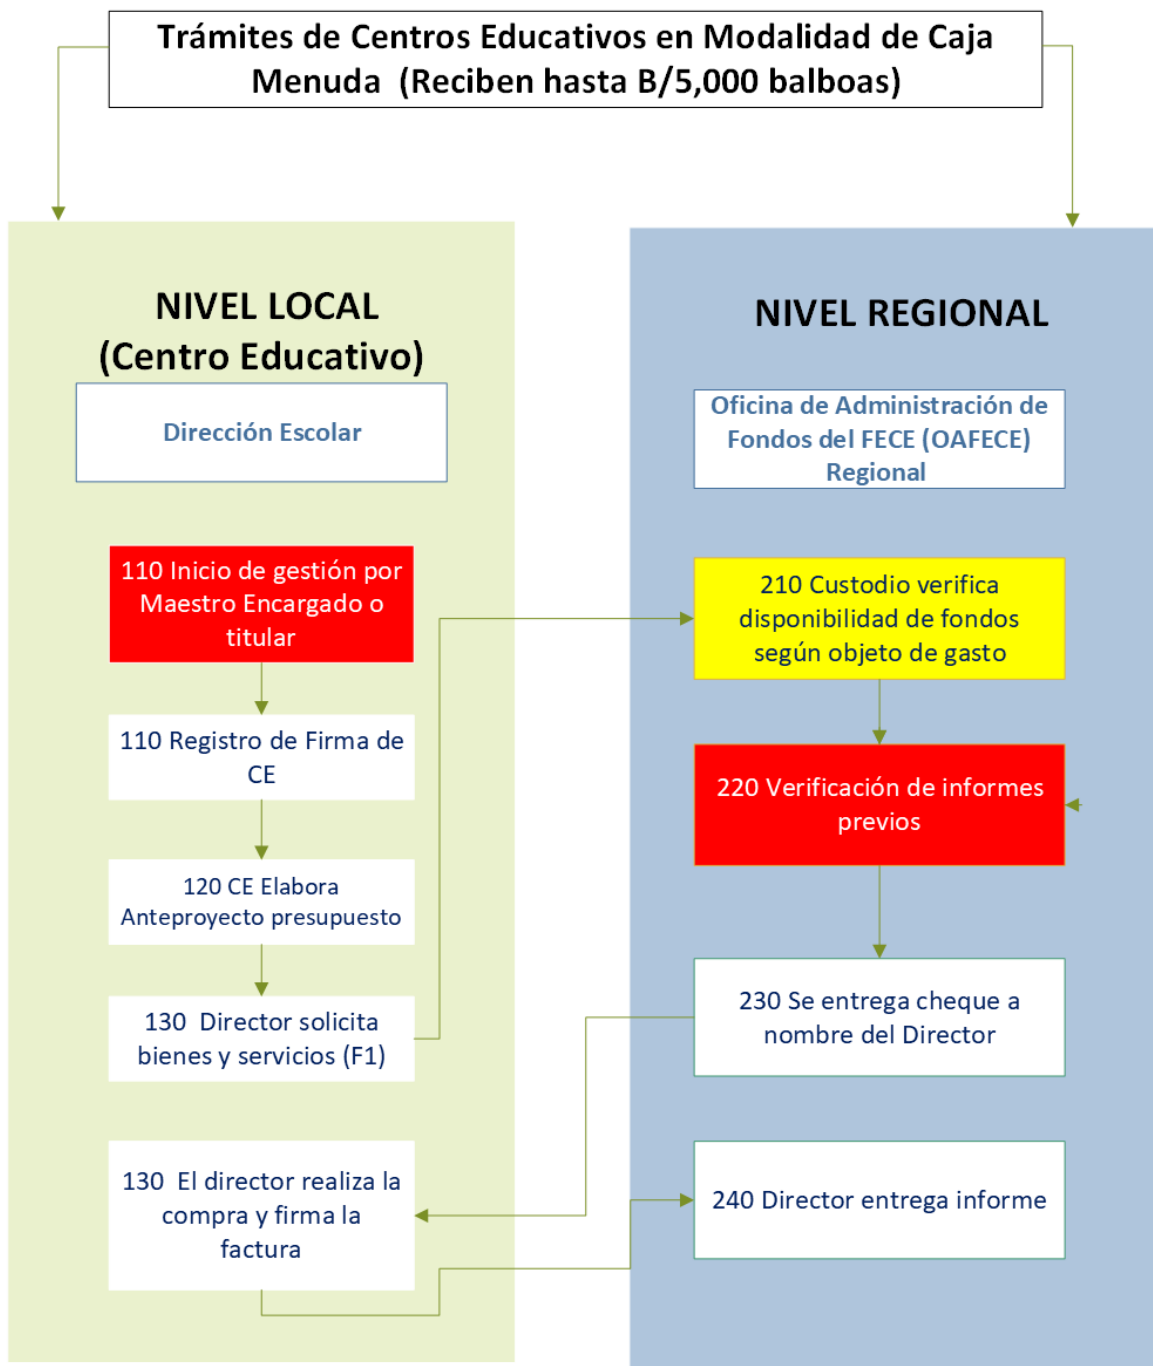 Trámites de Centros Educativos en Modalidad de Caja
Menuda (Reciben hasta B/5,000 balboas)
NIVEL LOCAL
(Centro Educativo)
Dirección Escolar
110 Inicio de gestión por
Maestro Encargado o
titular
110 Registro de Firma de
CE
120 CE Elabora
Anteproyecto presupuesto
130 Director solicita
bienes y servicios (F1)
130 El director realiza la
compra y firma la
factura
NIVEL REGIONAL
Oficina de Administración de
Fondos del FECE (OAFECE)
Regional
210 Custodio verifica
disponibilidad de fondos
según objeto de gasto
220 Verificación de informes
previos
230 Se entrega cheque a
nombre del Director
240 Director entrega informe